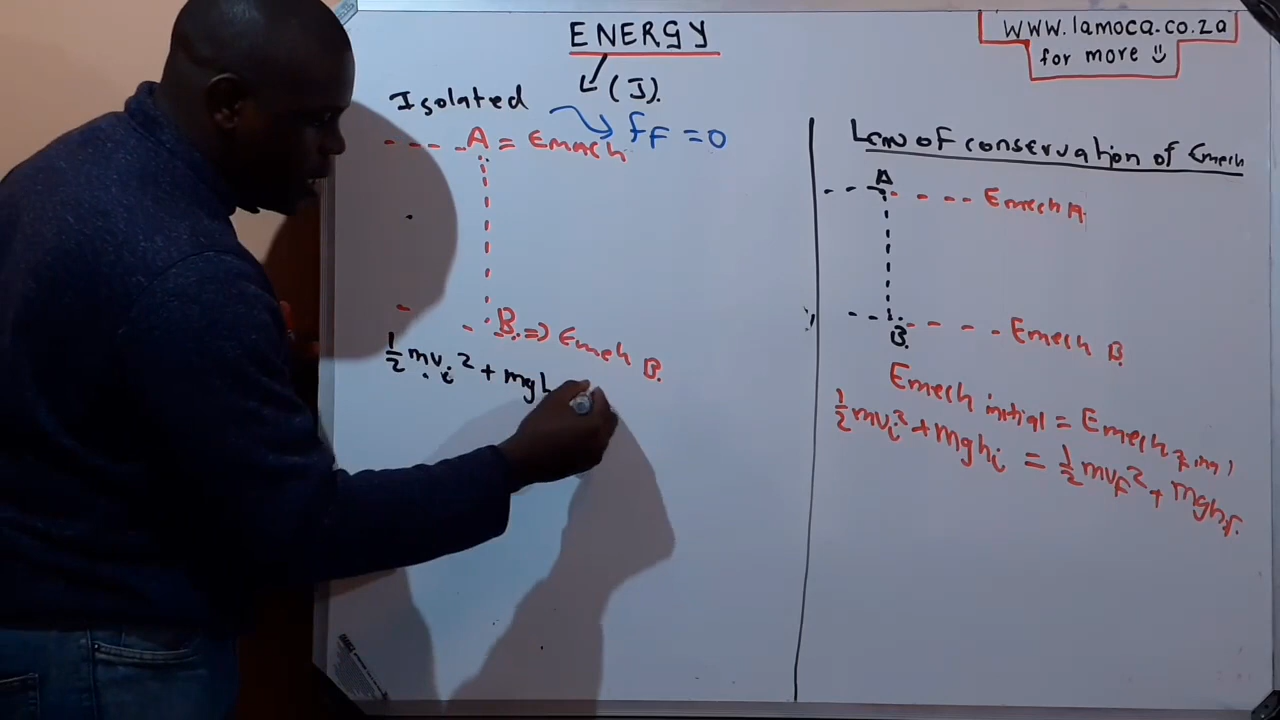 ENERGY
(J).
www.lamoca.co.za
for more
Isolated
fF = 0
A = Emech
B. => Emeh B.
½mvi² + mgh
Law of conservation of Emech
A
Emech A.
B.
Emech B.
Emech initial = Emech final
½mvi² + mghi = ½mvF² + mghf.